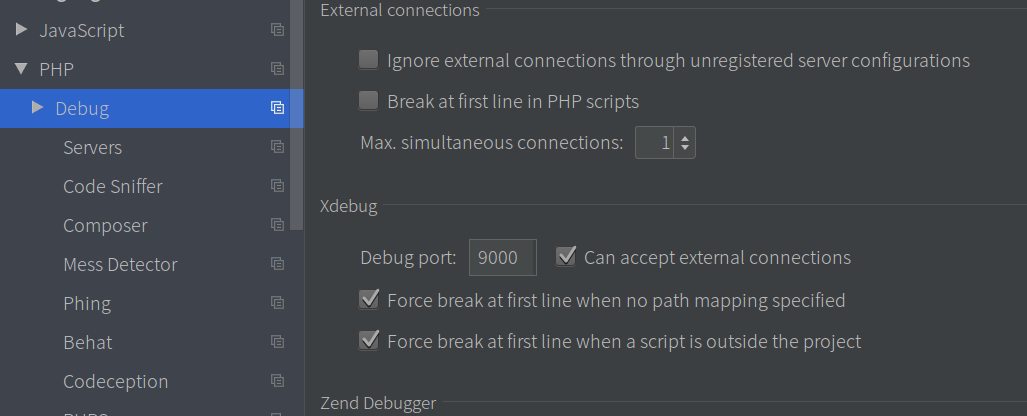 JavaScript
PHP
Debug
Servers
Code Sniffer
Composer
Mess Detector
Phing
Behat
Codeception
External connections
Ignore external connections through unregistered server configurations
Break at first line in PHP scripts
Max. simultaneous connections: 1
Xdebug
Debug port: 9000 Can accept external connections
Force break at first line when no path mapping specified
Force break at first line when a script is outside the project
Zend Debugger